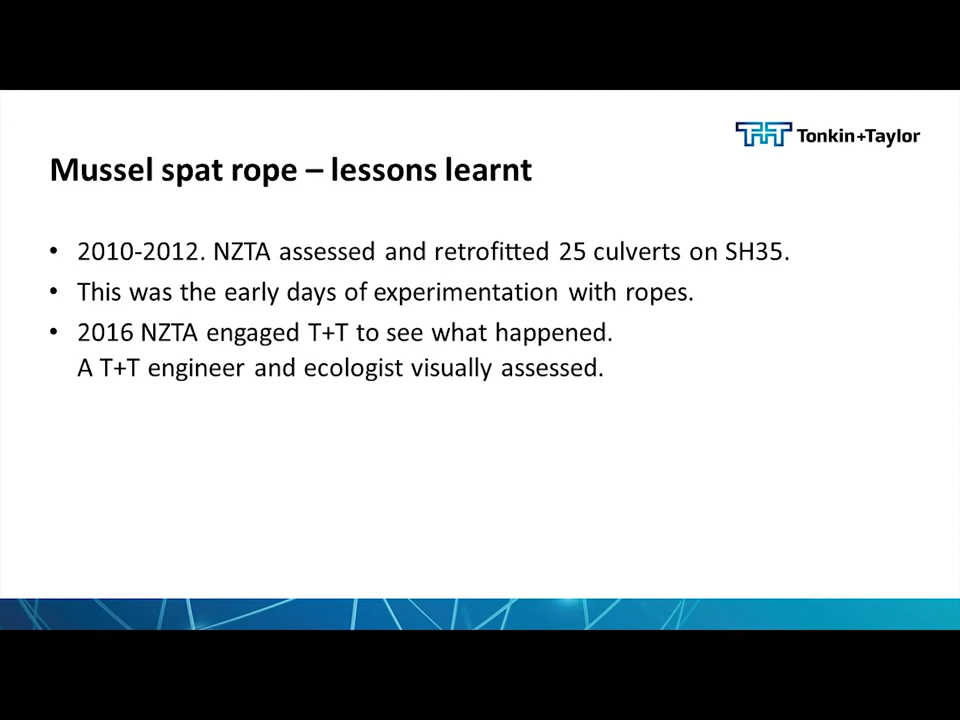 Tonkin+Taylor
Mussel spat rope – lessons learnt
• 2010-2012. NZTA assessed and retrofitted 25 culverts on SH35.
• This was the early days of experimentation with ropes.
• 2016 NZTA engaged T+T to see what happened.
A T+T engineer and ecologist visually assessed.